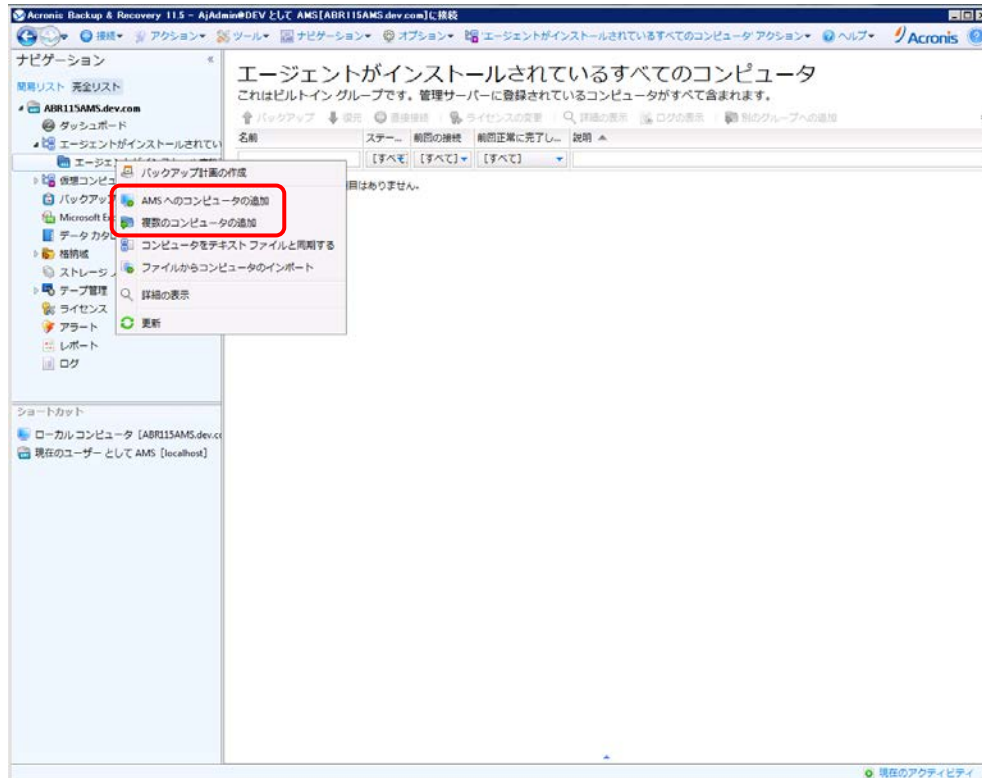 Acronis Backup & Recovery 11.5 - AjAdmin@DEV として AMS[ABR115AMS.dev.com]に接続
接続 アクション ツール ナビゲーション オプション エージェントがインストールされているすべてのコンピュータ アクション ヘルプ Acronis
ナビゲーション
簡易リスト 完全リスト
ABR115AMS.dev.com
ダッシュボード
エージェントがインストールされてい
エージェ
仮想コンピュ
バックアップ
Microsoft Ex
データ カタ
格納域
ストレージ
テープ管理
ライセンス
アラート
レポート
ログ
バックアップ計画の作成
AMS へのコンピュータの追加
複数のコンピュータの追加
コンピュータをテキスト ファイルと同期する
ファイルからコンピュータのインポート
詳細の表示
更新
ショートカット
ローカル コンピュータ [ABR115AMS.dev.c
現在のユーザー として AMS [localhost]
エージェントがインストールされているすべてのコンピュータ
これはビルトイン グループです。管理サーバーに登録されているコンピュータがすべて含まれます。
バックアップ 復元 直接接続 ライセンスの変更 詳細の表示 ログの表示 別のグループへの追加
名前 ステー... 前回の接続 前回正常に完了し... 説明
[すべて [すべて] [すべて]
目はありません。
現在のアクティビティ